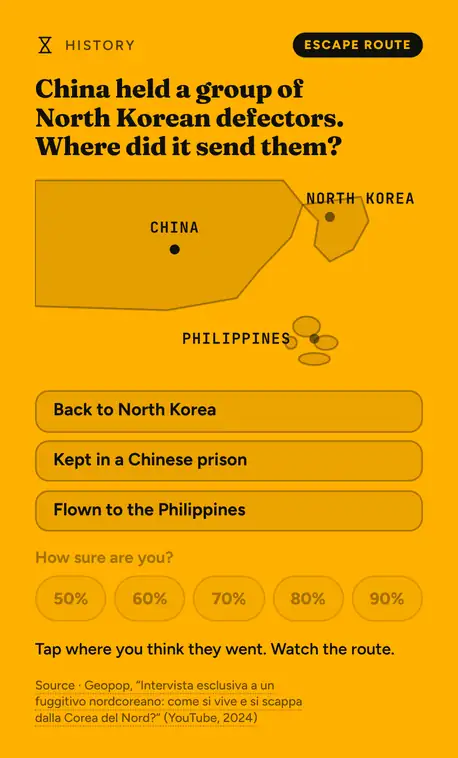 HISTORY
ESCAPE ROUTE
China held a group of
North Korean defectors.
Where did it send them?
NORTH KOREA
CHINA
PHILIPPINES
Back to North Korea
Kept in a Chinese prison
Flown to the Philippines
How sure are you?
50% 60% 70% 80% 90%
Tap where you think they went. Watch the route.
Source · Geopop, “Intervista esclusiva a un
fuggitivo nordcoreano: come si vive e si scappa
dalla Corea del Nord?” (YouTube, 2024)